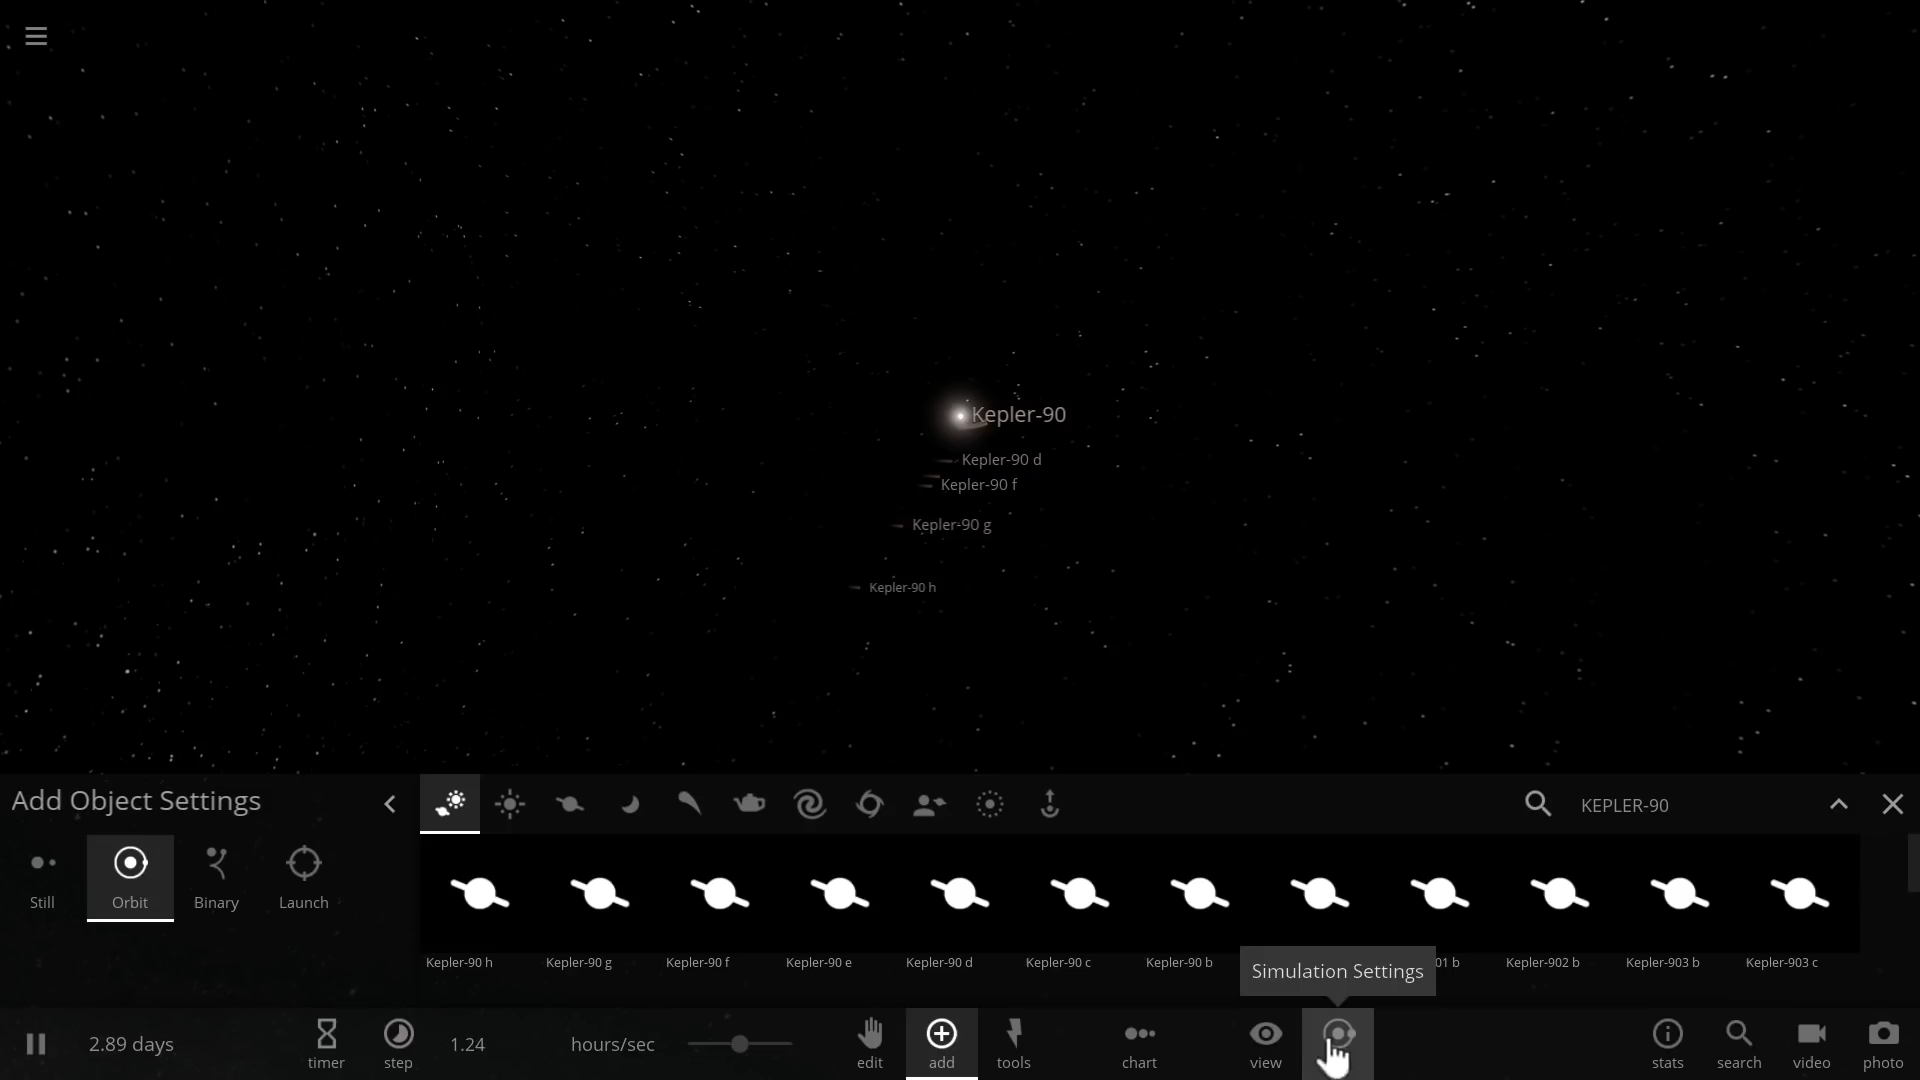 Kepler-90
Kepler-90 d
Kepler-90 f
Kepler-90 g
Kepler-90 h
Add Object Settings
KEPLER-90
Still
Orbit
Binary
Launch
Kepler-90 h
Kepler-90 g
Kepler-90 f
Kepler-90 e
Kepler-90 d
Kepler-90 c
Kepler-90 b
01 b
Kepler-902 b
Kepler-903 b
Kepler-903 c
Simulation Settings
2.89 days
timer
step
1.24
hours/sec
edit
add
tools
chart
view
stats
search
video
photo